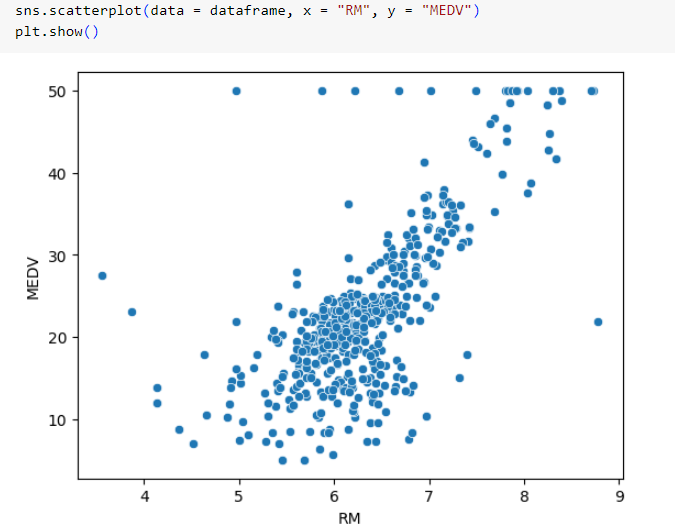 sns.scatterplot(data = dataframe, x = "RM", y = "MEDV")
plt.show()
50
40
30
20
10
MEDV
4 5 6 7 8 9
RM